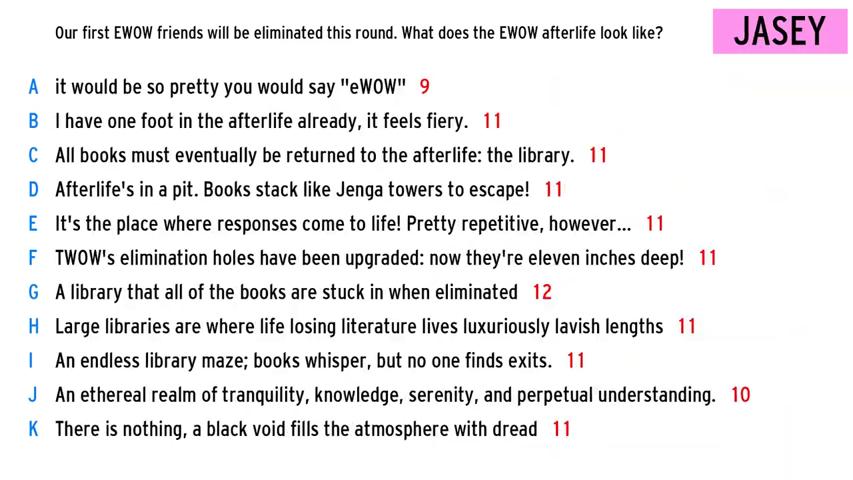 Our first EWOW friends will be eliminated this round. What does the EWOW afterlife look like?
JASEY
A it would be so pretty you would say "eWOW" 9
B I have one foot in the afterlife already, it feels fiery. 11
C All books must eventually be returned to the afterlife: the library. 11
D Afterlife's in a pit. Books stack like Jenga towers to escape! 11
E It's the place where responses come to life! Pretty repetitive, however... 11
F TWOW's elimination holes have been upgraded: now they're eleven inches deep! 11
G A library that all of the books are stuck in when eliminated 12
H Large libraries are where life losing literature lives luxuriously lavish lengths 11
I An endless library maze; books whisper, but no one finds exits. 11
J An ethereal realm of tranquility, knowledge, serenity, and perpetual understanding. 10
K There is nothing, a black void fills the atmosphere with dread 11